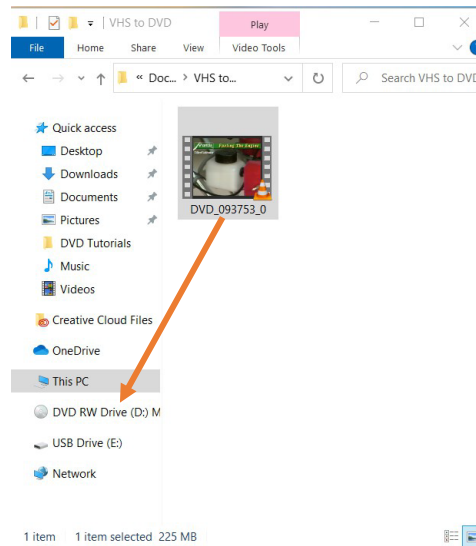 VHS to DVD
Play
File
Home
Share
View
Video Tools
« Doc... > VHS to...
Search VHS to DVD
Quick access
DVD_093753_0
Desktop
Downloads
Documents
Pictures
DVD Tutorials
Music
Videos
Creative Cloud Files
OneDrive
This PC
DVD RW Drive (D:) M
USB Drive (E:)
Network
1 item
1 item selected 225 MB